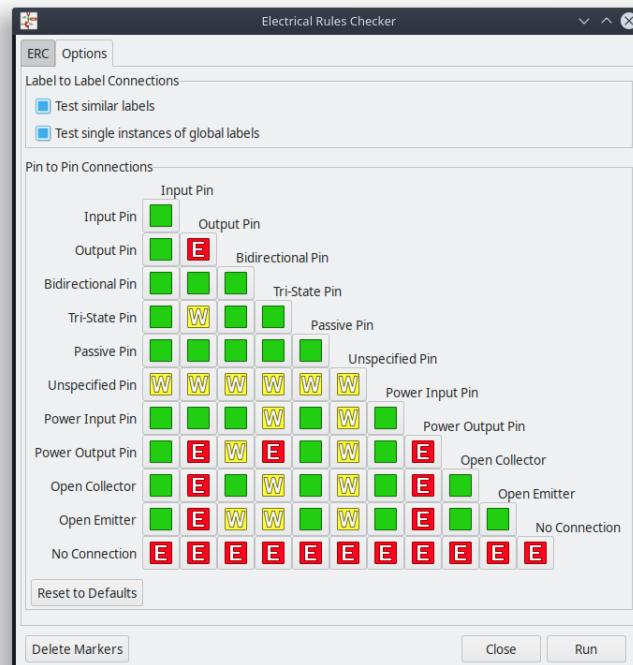 Electrical Rules Checker
ERC Options
Label to Label Connections
Test similar labels
Test single instances of global labels
Pin to Pin Connections
Input Pin
Input Pin
Output Pin
Output Pin E
Bidirectional Pin
Bidirectional Pin
Tri-State Pin
Tri-State Pin W
Passive Pin
Passive Pin
Unspecified Pin
Unspecified Pin W W W W W W
Power Input Pin
Power Input Pin W W
Power Output Pin
Power Output Pin E W E W E
Open Collector
Open Collector E W W E
Open Emitter
Open Emitter E W W W E
No Connection
No Connection E E E E E E E E E E E
Reset to Defaults
Delete Markers Close Run